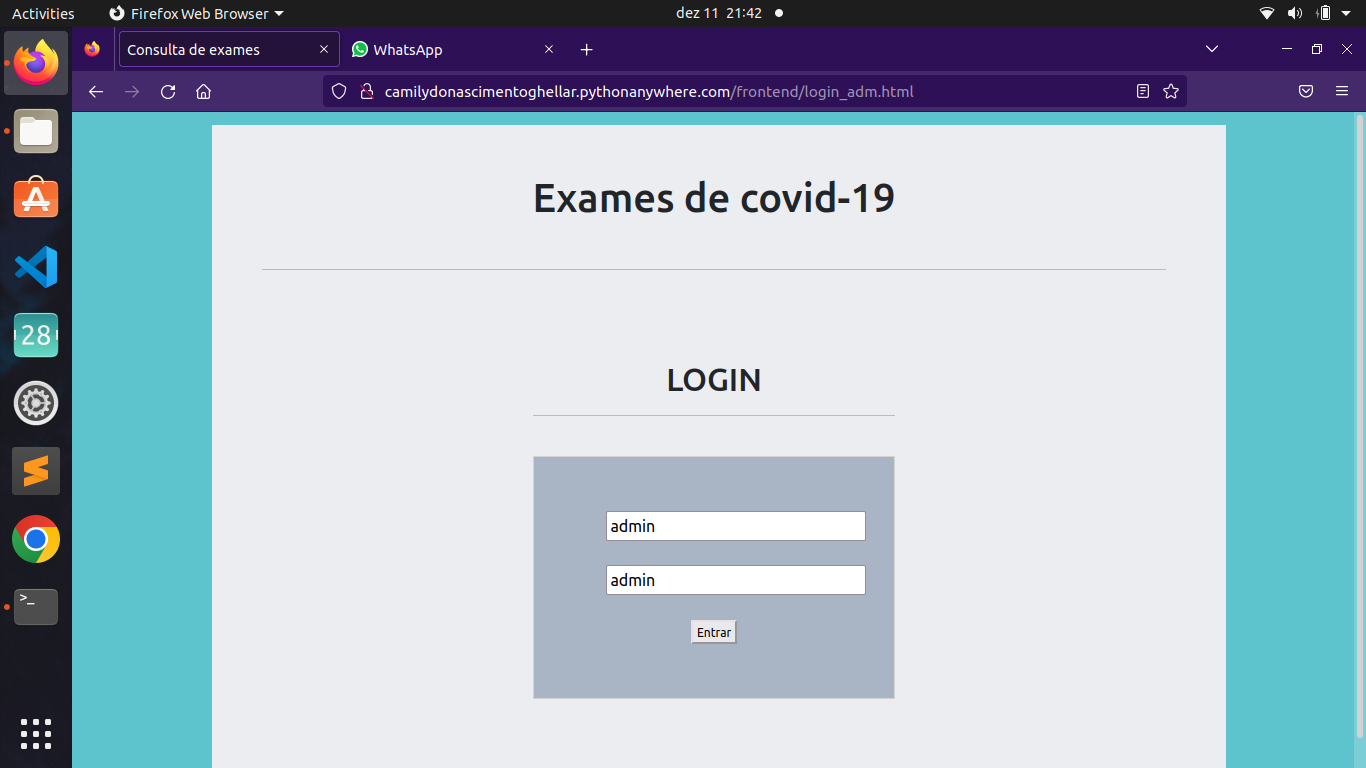 Activities
Firefox Web Browser
dez 11 21:42
Consulta de exames
WhatsApp
camilydonascimentoghellar.pythonanywhere.com/frontend/login_adm.html
28
>_
Exames de covid-19
LOGIN
admin
admin
Entrar